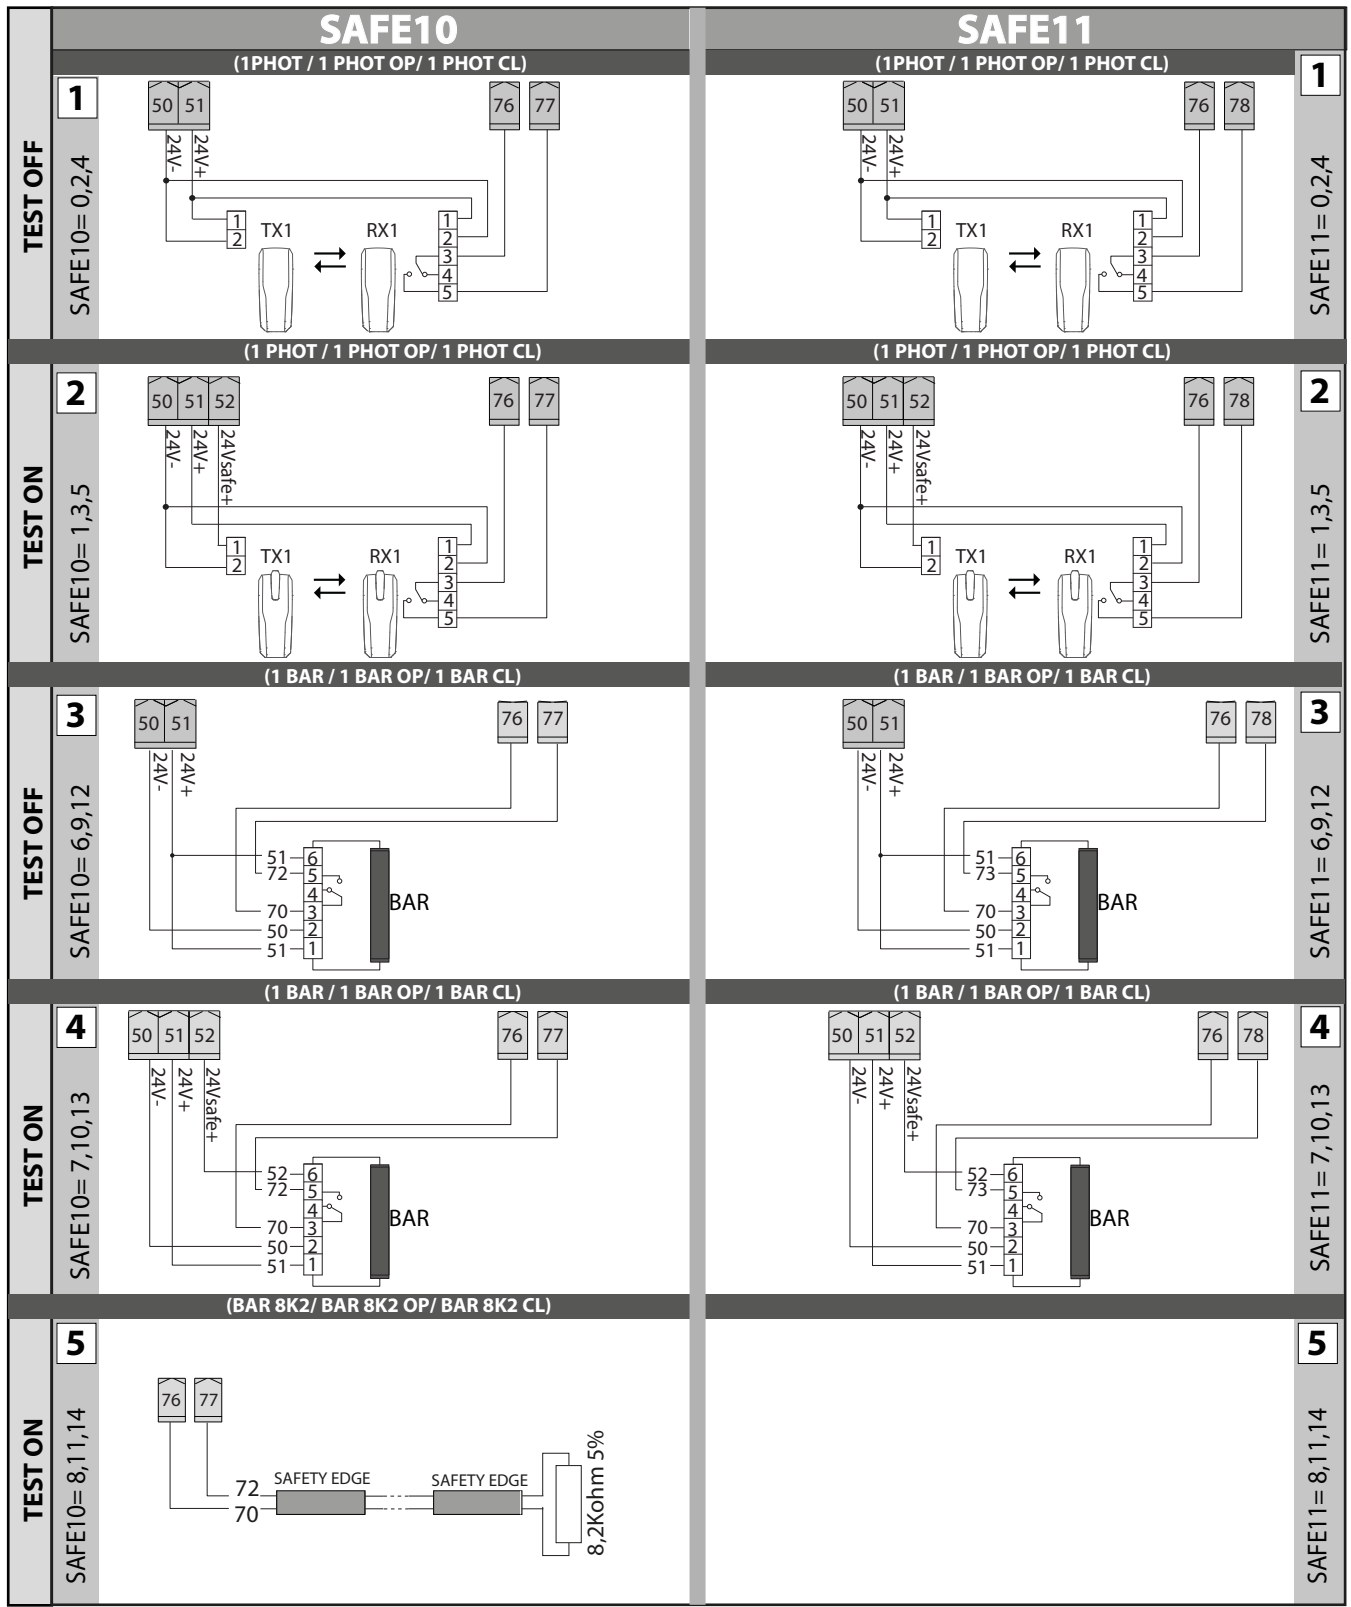 SAFE10
SAFE11
TEST OFF
(1PHOT / 1 PHOT OP/ 1 PHOT CL)
1
SAFE10= 0,2,4
50 51
76 77
24V-
24V+
1
2
TX1
RX1
1
2
3
4
5
(1PHOT / 1 PHOT OP/ 1 PHOT CL)
1
SAFE11= 0,2,4
50 51
76 78
24V-
24V+
1
2
TX1
RX1
1
2
3
4
5
TEST ON
(1 PHOT / 1 PHOT OP/ 1 PHOT CL)
2
SAFE10= 1,3,5
50 51 52
76 77
24V-
24V+
24Vsafe+
1
2
TX1
RX1
1
2
3
4
5
(1 PHOT / 1 PHOT OP/ 1 PHOT CL)
2
SAFE11= 1,3,5
50 51 52
76 78
24V-
24V+
24Vsafe+
1
2
TX1
RX1
1
2
3
4
5
TEST OFF
(1 BAR / 1 BAR OP/ 1 BAR CL)
3
SAFE10= 6,9,12
50 51
76 77
24V-
24V+
51 6
72 5
4
70 3
50 2
51 1
BAR
(1 BAR / 1 BAR OP/ 1 BAR CL)
3
SAFE11= 6,9,12
50 51
76 78
24V-
24V+
51 6
73 5
4
70 3
50 2
51 1
BAR
TEST ON
(1 BAR / 1 BAR OP/ 1 BAR CL)
4
SAFE10= 7,10,13
50 51 52
76 77
24V-
24V+
24Vsafe+
52 6
72 5
4
70 3
50 2
51 1
BAR
(1 BAR / 1 BAR OP/ 1 BAR CL)
4
SAFE11= 7,10,13
50 51 52
76 78
24V-
24V+
24Vsafe+
52 6
73 5
4
70 3
50 2
51 1
BAR
TEST ON
(BAR 8K2/ BAR 8K2 OP/ BAR 8K2 CL)
5
SAFE10= 8,11,14
76 77
72
70
SAFETY EDGE
SAFETY EDGE
8,2Kohm 5%
5
SAFE11= 8,11,14